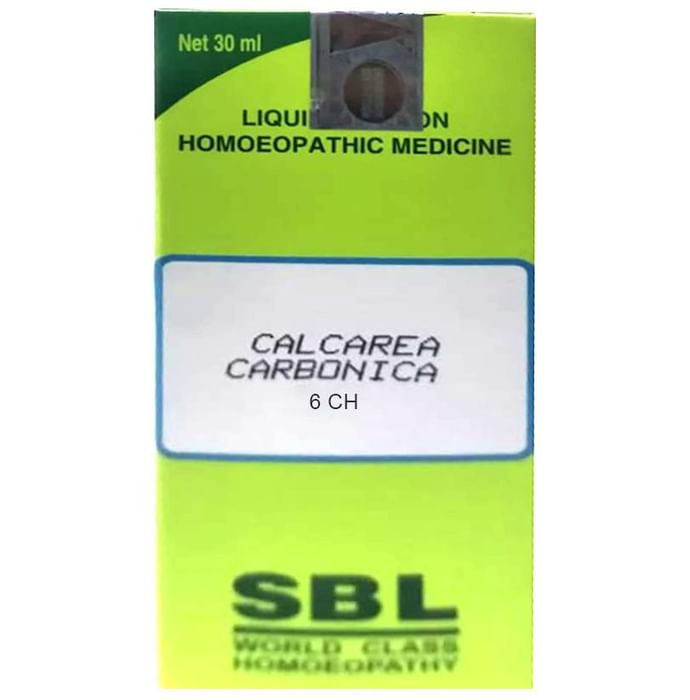 Net 30 ml
HOMOEOPATHIC MEDICINE
CALCAREA
CARBONICA
6 CH
SBL
WORLD CLASS
HOMOEOPATHY